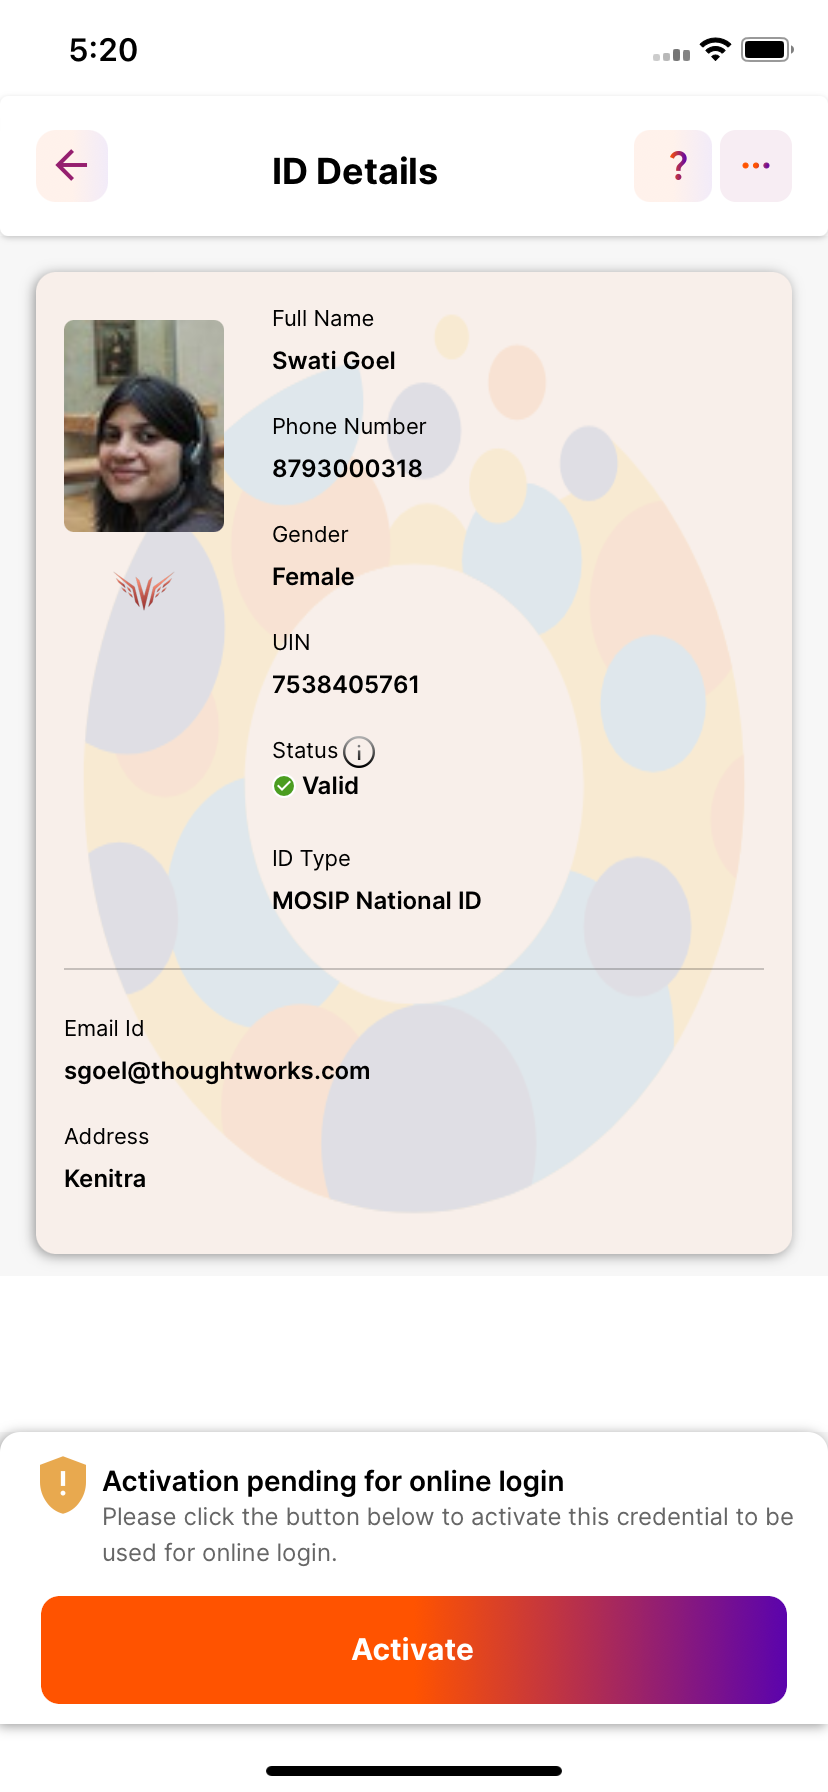 5:20
ID Details
?
Full Name
Swati Goel
Phone Number
8793000318
Gender
Female
UIN
7538405761
Status
Valid
ID Type
MOSIP National ID
Email Id
sgoel@thoughtworks.com
Address
Kenitra
Activation pending for online login
Please click the button below to activate this credential to be
used for online login.
Activate